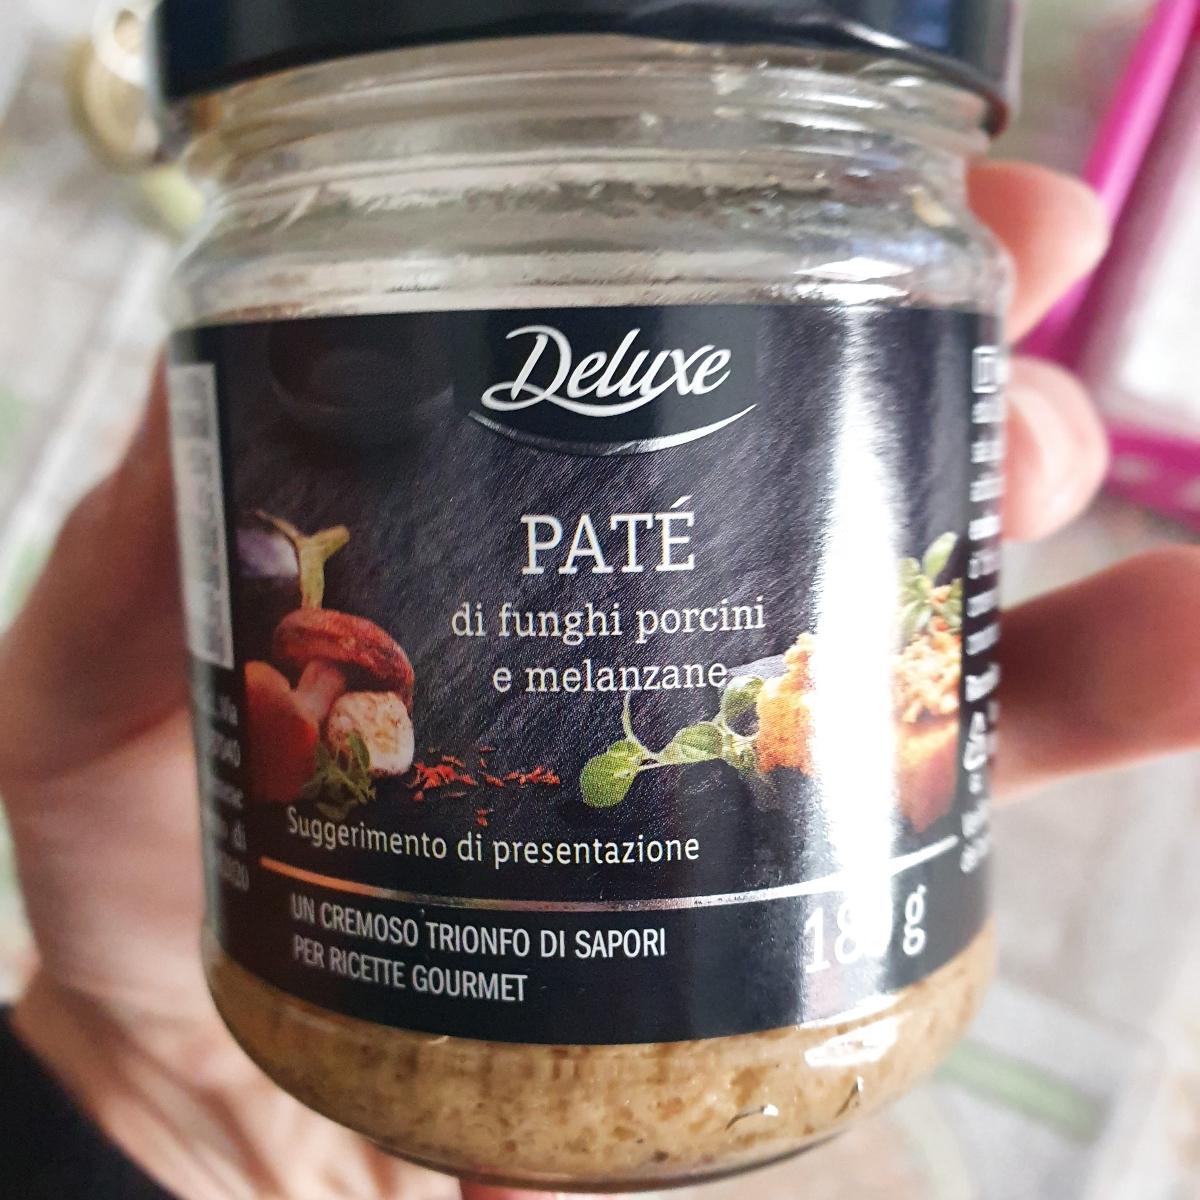 Deluxe
PATÉ
di funghi porcini
e melanzane
Suggerimento di presentazione
UN CREMOSO TRIONFO DI SAPORI
PER RICETTE GOURMET
g